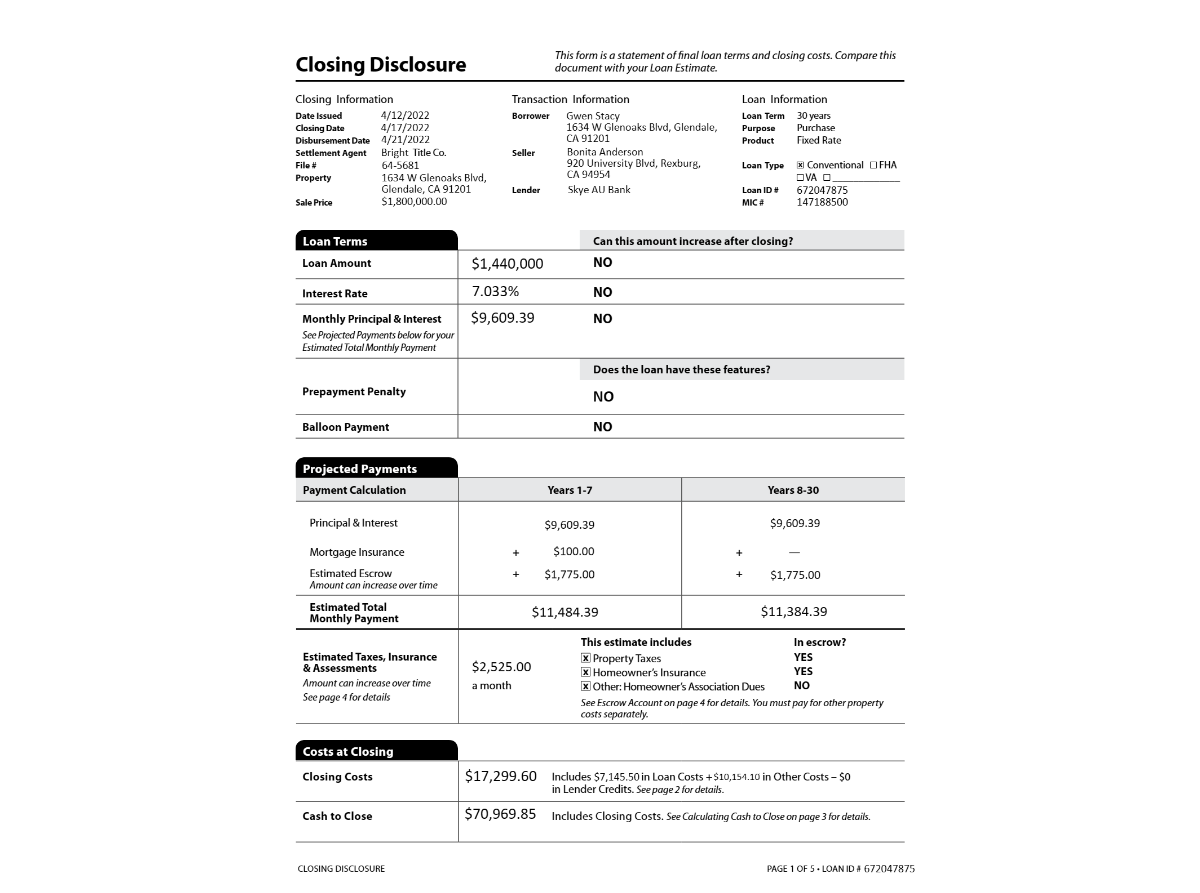 Closing Disclosure
This form is a statement of final loan terms and closing costs. Compare this
document with your Loan Estimate.
Closing Information
Date Issued 4/12/2022
Closing Date 4/17/2022
Disbursement Date 4/21/2022
Settlement Agent Bright Title Co.
File # 64-5681
Property 1634 W Glenoaks Blvd,
Glendale, CA 91201
Sale Price $1,800,000.00
Transaction Information
Borrower Gwen Stacy
1634 W Glenoaks Blvd, Glendale,
CA 91201
Seller Bonita Anderson
920 University Blvd, Rexburg,
CA 94954
Lender Skye AU Bank
Loan Information
Loan Term 30 years
Purpose Purchase
Product Fixed Rate
Loan Type ☒ Conventional ☐ FHA
☐ VA ☐ ______________
Loan ID # 672047875
MIC # 147188500
Loan Terms Can this amount increase after closing?
Loan Amount $1,440,000 NO
Interest Rate 7.033% NO
Monthly Principal & Interest $9,609.39 NO
See Projected Payments below for your
Estimated Total Monthly Payment
Does the loan have these features?
Prepayment Penalty NO
Balloon Payment NO
Projected Payments
Payment Calculation Years 1-7 Years 8-30
Principal & Interest $9,609.39 $9,609.39
Mortgage Insurance + $100.00 + —
Estimated Escrow + $1,775.00 + $1,775.00
Amount can increase over time
Estimated Total
Monthly Payment $11,484.39 $11,384.39
Estimated Taxes, Insurance
& Assessments
Amount can increase over time
See page 4 for details
$2,525.00
a month
This estimate includes In escrow?
☒ Property Taxes YES
☒ Homeowner's Insurance YES
☒ Other: Homeowner's Association Dues NO
See Escrow Account on page 4 for details. You must pay for other property
costs separately.
Costs at Closing
Closing Costs $17,299.60 Includes $7,145.50 in Loan Costs + $10,154.10 in Other Costs – $0
in Lender Credits. See page 2 for details.
Cash to Close $70,969.85 Includes Closing Costs. See Calculating Cash to Close on page 3 for details.
CLOSING DISCLOSURE PAGE 1 OF 5 • LOAN ID # 672047875